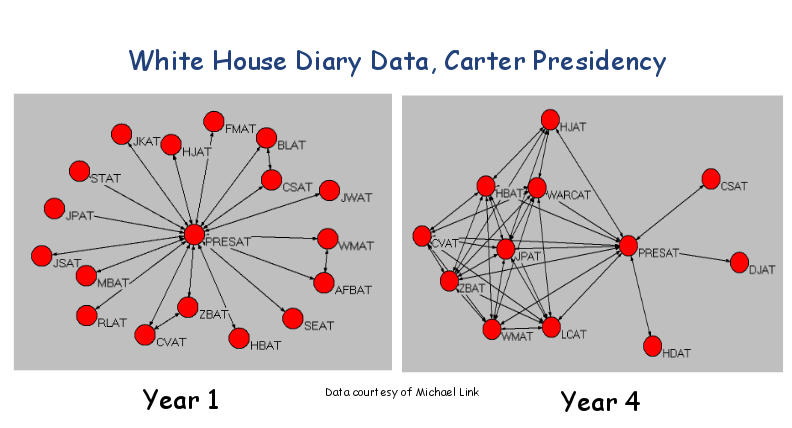 White House Diary Data, Carter Presidency
FMAT
JKAT
HJAT
BLAT
STAT
CSAT
JWAT
JPAT
PRESAT
WMAT
JSAT
MBAT
AFBAT
RLAT
ZBAT
SEAT
CVAT
HBAT
HJAT
CSAT
HBAT
WARCAT
CVAT
JPAT
PRESAT
DJAT
ZBAT
WMAT
LCAT
HDAT
Year 1
Data courtesy of Michael Link
Year 4